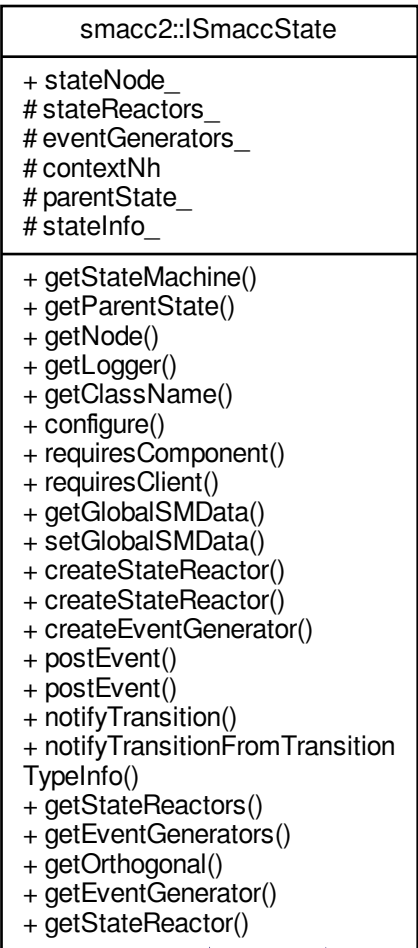 smacc2::ISmaccState
+ stateNode_
# stateReactors_
# eventGenerators_
# contextNh
# parentState_
# stateInfo_
+ getStateMachine()
+ getParentState()
+ getNode()
+ getLogger()
+ getClassName()
+ configure()
+ requiresComponent()
+ requiresClient()
+ getGlobalSMData()
+ setGlobalSMData()
+ createStateReactor()
+ createStateReactor()
+ createEventGenerator()
+ postEvent()
+ postEvent()
+ notifyTransition()
+ notifyTransitionFromTransition
TypeInfo()
+ getStateReactors()
+ getEventGenerators()
+ getOrthogonal()
+ getEventGenerator()
+ getStateReactor()